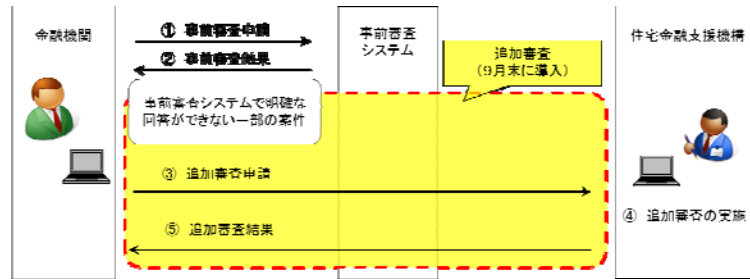 金融機関
① 事前審査申請
② 事前審査結果
事前審査
システム
追加審査
（9月末に導入）
住宅金融支援機構
事前審査システムで明確な
回答ができない一部の案件
③ 追加審査申請
④ 追加審査の実施
⑤ 追加審査結果